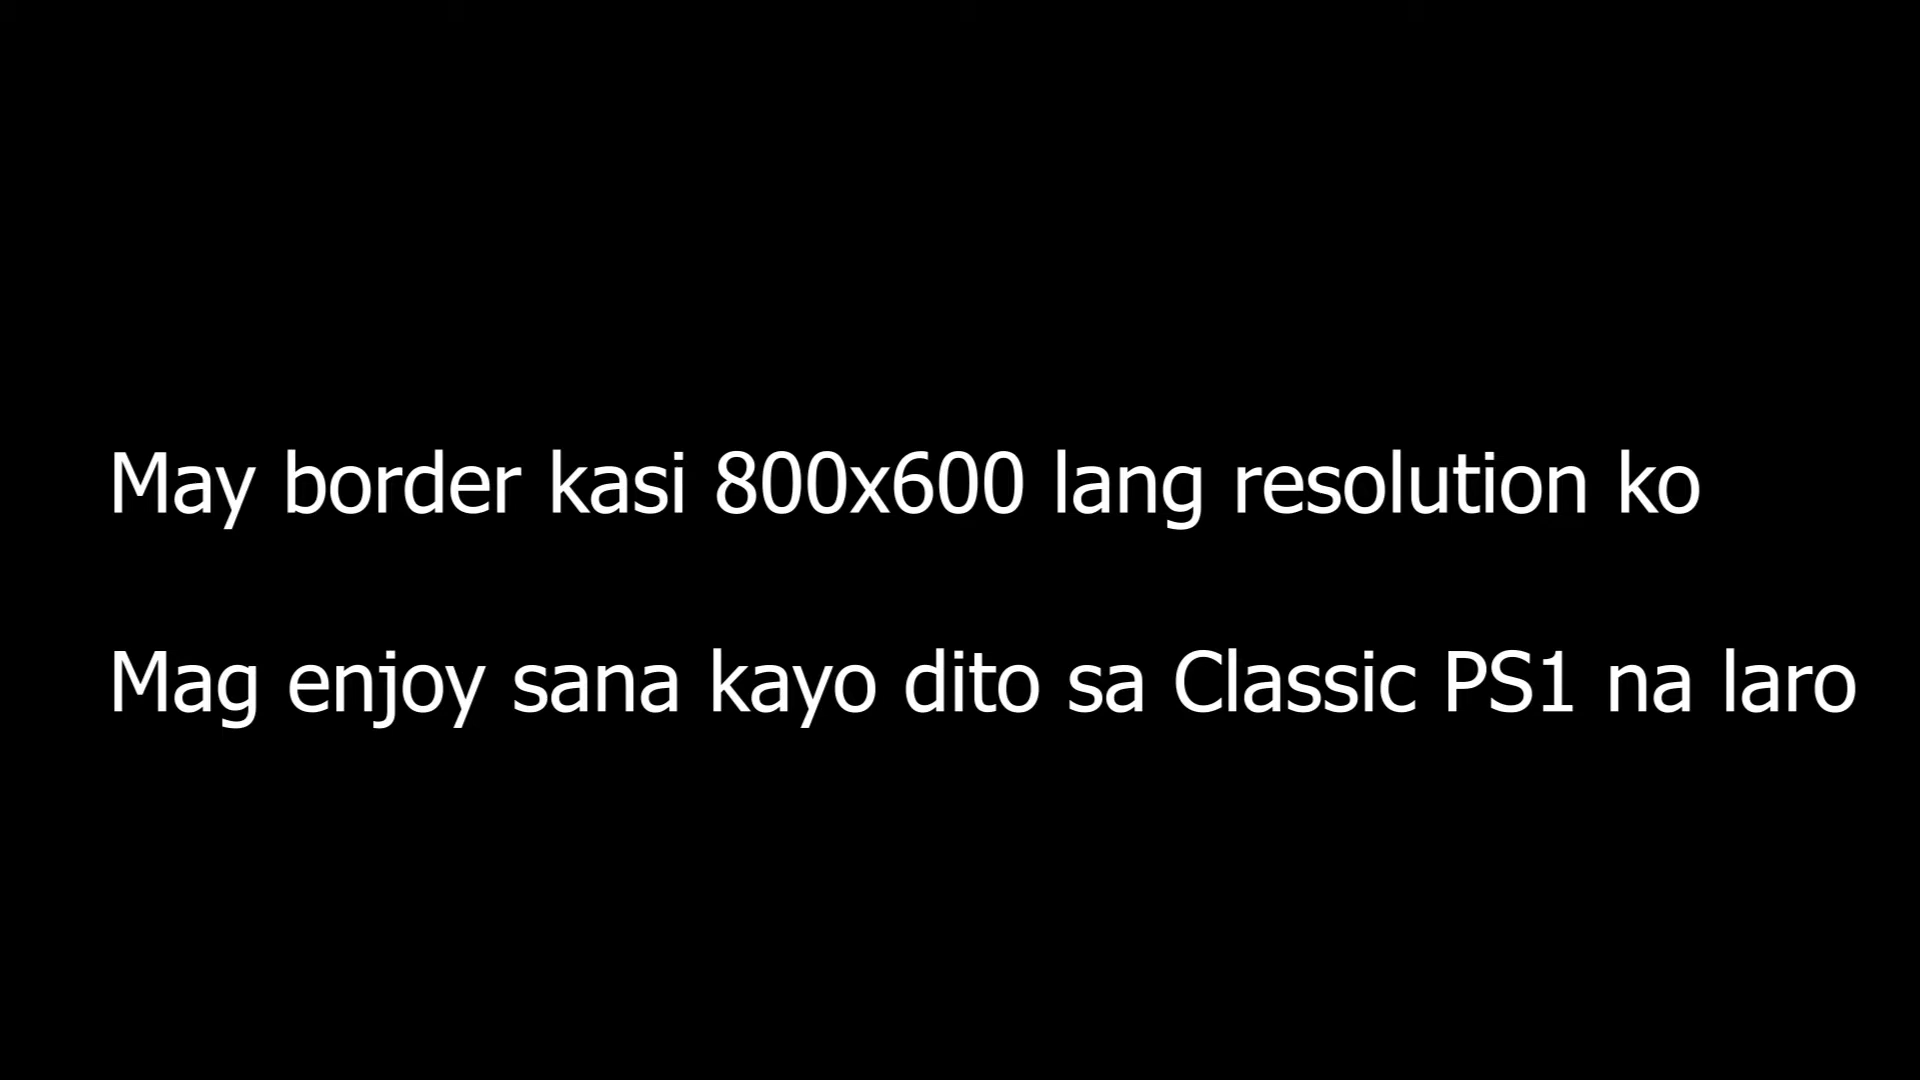 May border kasi 800x600 lang resolution ko
Mag enjoy sana kayo dito sa Classic PS1 na laro